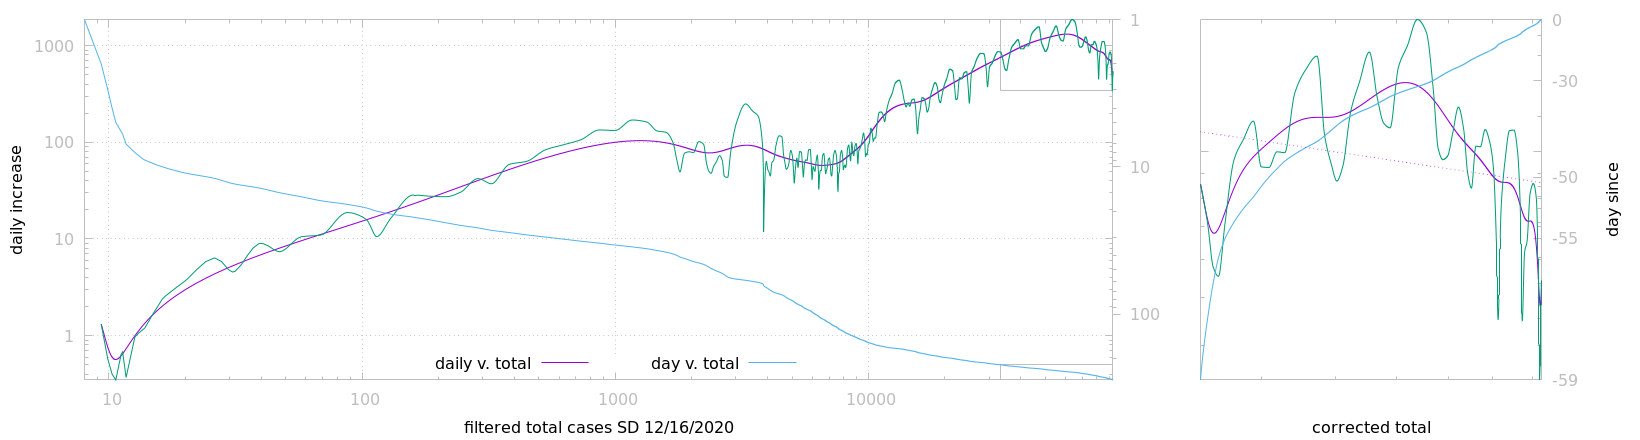 1000
100
10
1
daily increase
1
10
100
daily v. total
day v. total
10
100
1000
10000
filtered total cases SD 12/16/2020
0
-30
-50
-55
-59
day since
corrected total